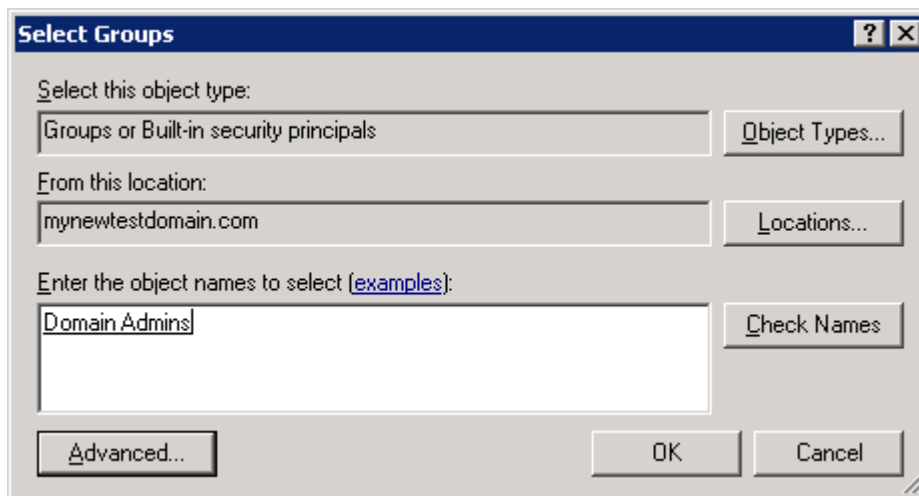 Select Groups
Select this object type:
Groups or Built-in security principals
Object Types...
From this location:
mynewtestdomain.com
Locations...
Enter the object names to select (examples):
Domain Admins
Check Names
Advanced...
OK
Cancel